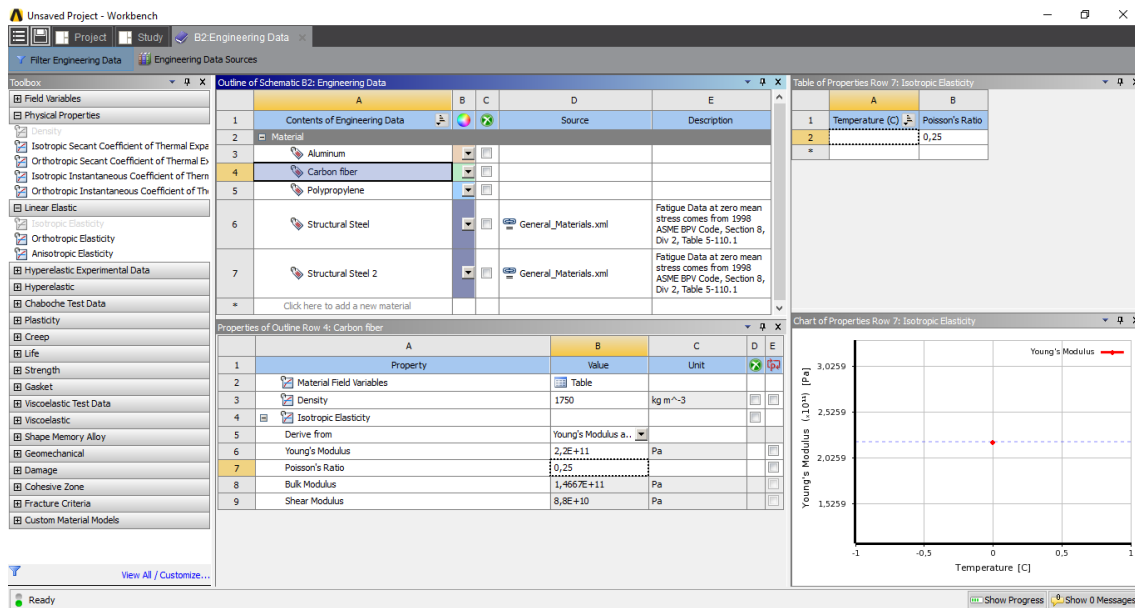 Unsaved Project - Workbench
Project
Study
B2:Engineering Data
Filter Engineering Data
Engineering Data Sources
Toolbox
Field Variables
Physical Properties
Density
Isotropic Secant Coefficient of Thermal Expa
Orthotropic Secant Coefficient of Thermal Ex
Isotropic Instantaneous Coefficient of Therm
Orthotropic Instantaneous Coefficient of Th
Linear Elastic
Isotropic Elasticity
Orthotropic Elasticity
Anisotropic Elasticity
Hyperelastic Experimental Data
Hyperelastic
Chaboche Test Data
Plasticity
Creep
Life
Strength
Gasket
Viscoelastic Test Data
Viscoelastic
Shape Memory Alloy
Geomechanical
Damage
Cohesive Zone
Fracture Criteria
Custom Material Models
View All / Customize...
Outline of Schematic B2: Engineering Data
A B C D E
1 Contents of Engineering Data Source Description
2 Material
3 Aluminum
4 Carbon fiber
5 Polypropylene
6 Structural Steel General_Materials.xml
Fatigue Data at zero mean
stress comes from 1998
ASME BPV Code, Section 8,
Div 2, Table 5-110.1
7 Structural Steel 2 General_Materials.xml
Fatigue Data at zero mean
stress comes from 1998
ASME BPV Code, Section 8,
Div 2, Table 5-110.1
* Click here to add a new material
Properties of Outline Row 4: Carbon fiber
A B C D E
1 Property Value Unit
2 Material Field Variables Table
3 Density 1750 kg m^-3
4 Isotropic Elasticity
5 Derive from Young's Modulus a..
6 Young's Modulus 2,2E+11 Pa
7 Poisson's Ratio 0,25
8 Bulk Modulus 1,4667E+11 Pa
9 Shear Modulus 8,8E+10 Pa
Table of Properties Row 7: Isotropic Elasticity
A B
1 Temperature (C) Poisson's Ratio
2 0,25
*
Chart of Properties Row 7: Isotropic Elasticity
Young's Modulus
Young's Modulus (.10¹¹) [Pa]
3,0259
2,5259
2,0259
1,5259
-1 -0,5 0 0,5 1
Temperature [C]
Ready
Show Progress
0 Show 0 Messages